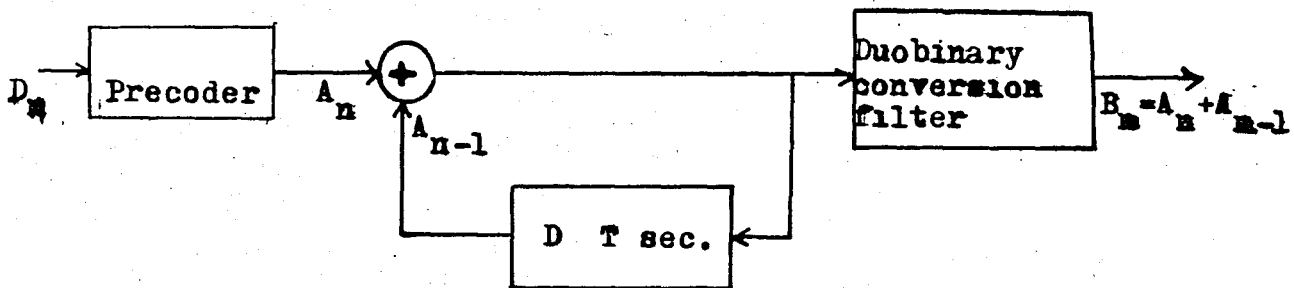 D_n
Precoder
A_n
+
A_{n-1}
D T sec.
Duobinary
conversion
filter
B_n=A_n+A_{n-1}